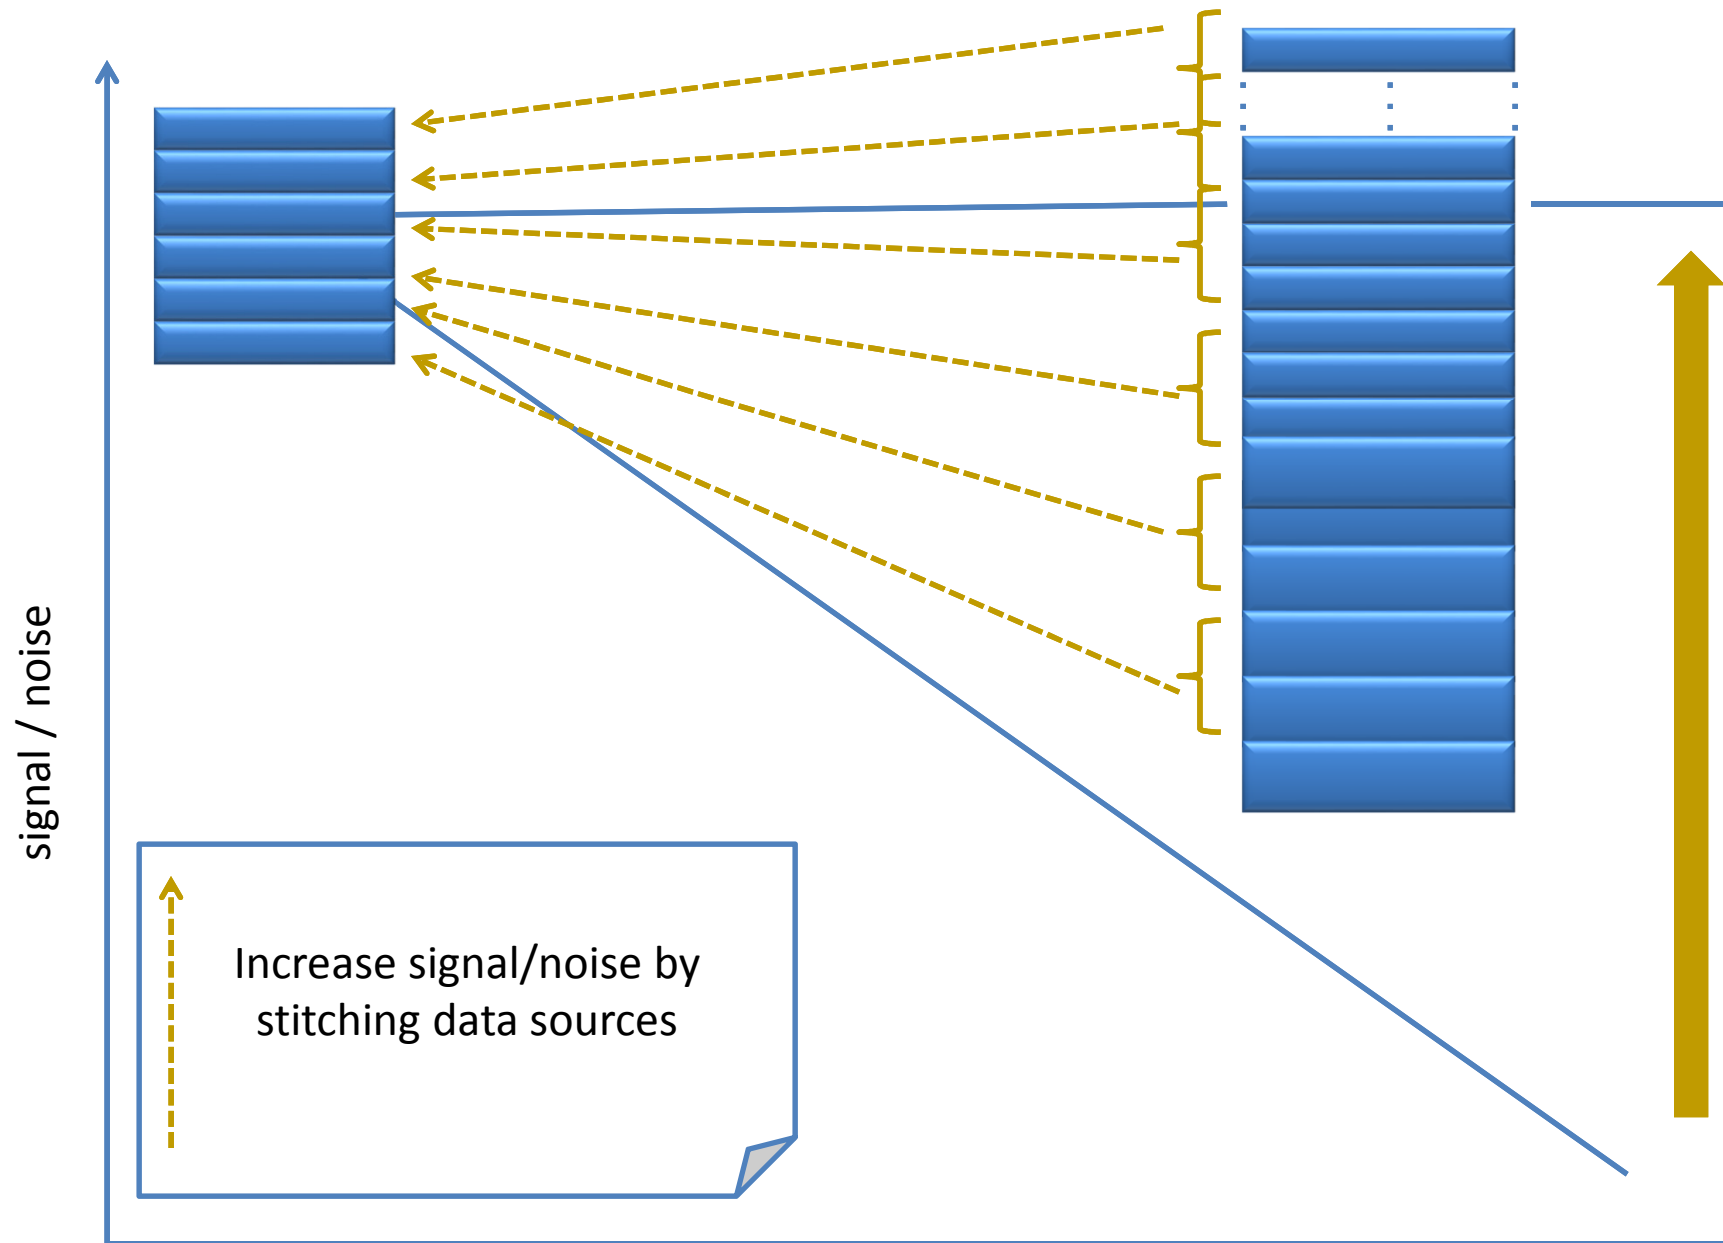 signal / noise
Increase signal/noise by
stitching data sources